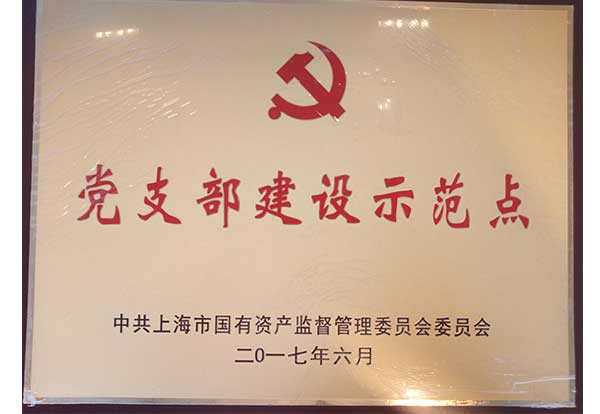 党支部建设示范点
中共上海市国有资产监督管理委员会委员会
二0一七年六月